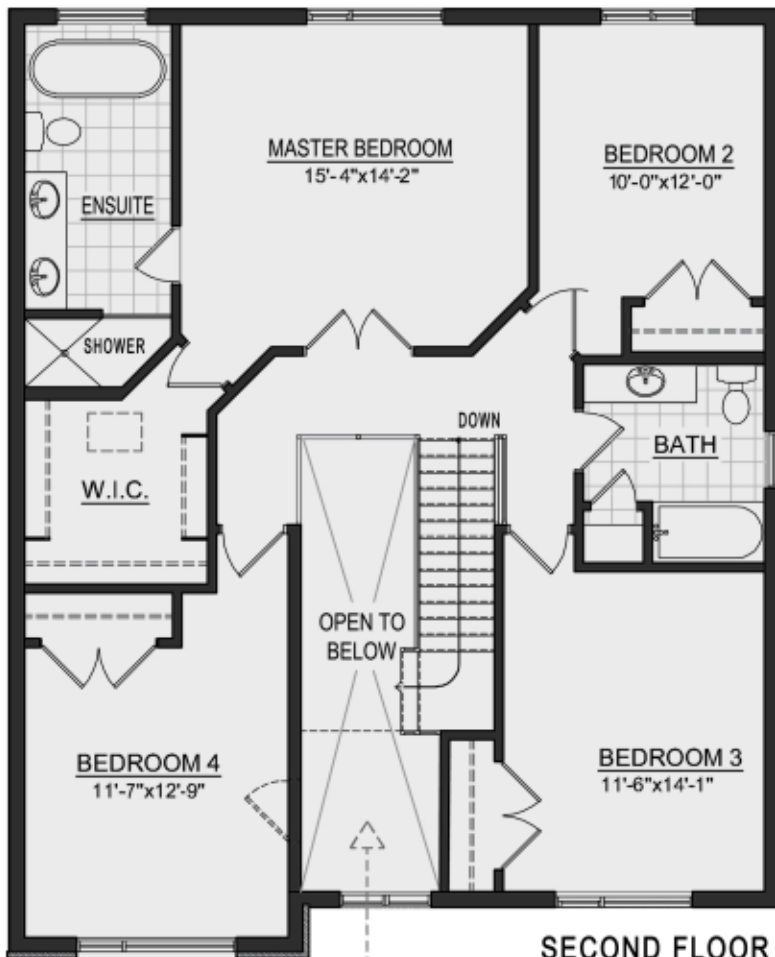 MASTER BEDROOM
15'-4"x14'-2"
BEDROOM 2
10'-0"x12'-0"
ENSUITE
SHOWER
DOWN
BATH
W.I.C.
OPEN TO
BELOW
BEDROOM 4
11'-7"x12'-9"
BEDROOM 3
11'-6"x14'-1"
SECOND FLOOR